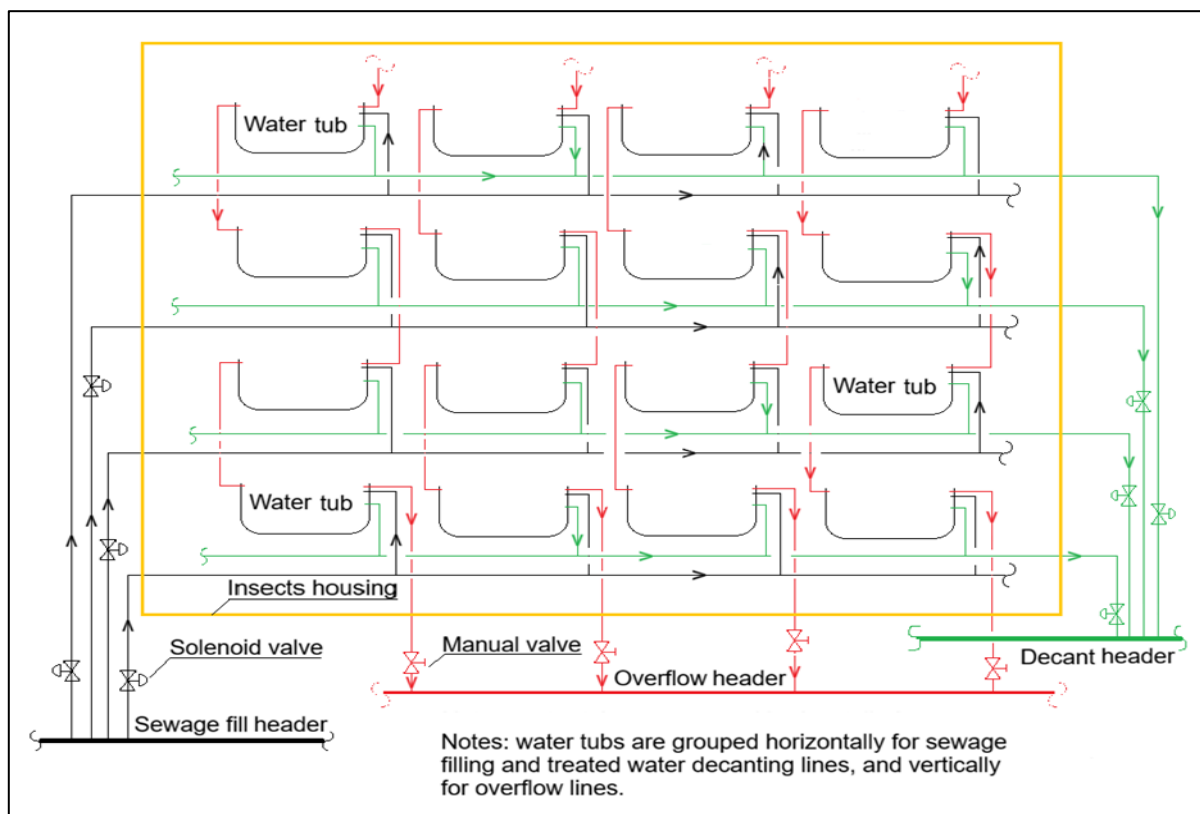 Water tub
Water tub
Water tub
Insects housing
Solenoid valve
Manual valve
Decant header
Overflow header
Sewage fill header
Notes: water tubs are grouped horizontally for sewage
filling and treated water decanting lines, and vertically
for overflow lines.